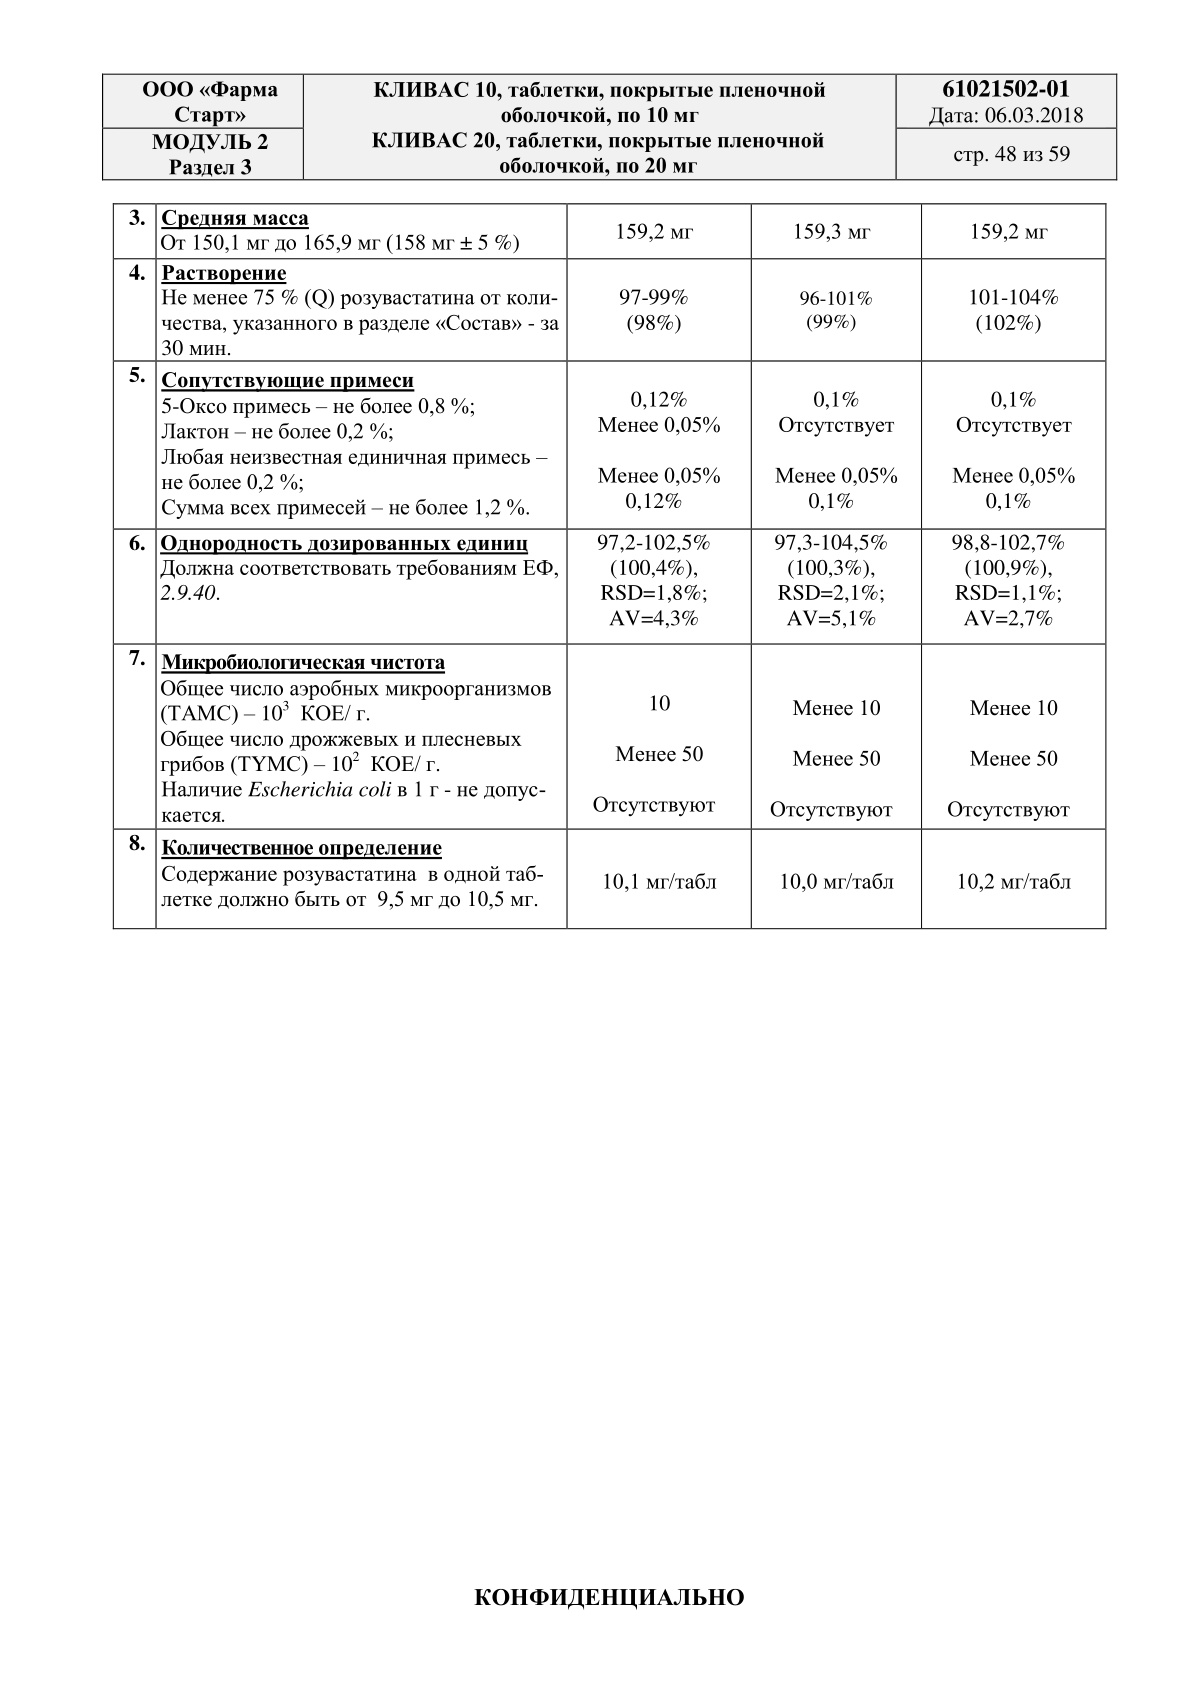 ООО «Фарма
Старт»
МОДУЛЬ 2
Раздел 3
КЛИВАС 10, таблетки, покрытые пленочной
оболочкой, по 10 мг
КЛИВАС 20, таблетки, покрытые пленочной
оболочкой, по 20 мг
61021502-01
Дата: 06.03.2018
стр. 48 из 59
3.
Средняя масса
От 150,1 мг до 165,9 мг (158 мг ± 5 %)
159,2 мг
159,3 мг
159,2 мг
4.
Растворение
Не менее 75 % (Q) розувастатина от коли-
чества, указанного в разделе «Состав» - за
30 мин.
97-99%
(98%)
96-101%
(99%)
101-104%
(102%)
5.
Сопутствующие примеси
5-Оксо примесь – не более 0,8 %;
Лактон – не более 0,2 %;
Любая неизвестная единичная примесь –
не более 0,2 %;
Сумма всех примесей – не более 1,2 %.
0,12%
Менее 0,05%
Менее 0,05%
0,12%
0,1%
Отсутствует
Менее 0,05%
0,1%
0,1%
Отсутствует
Менее 0,05%
0,1%
6.
Однородность дозированных единиц
Должна соответствовать требованиям ЕФ,
2.9.40.
97,2-102,5%
(100,4%),
RSD=1,8%;
AV=4,3%
97,3-104,5%
(100,3%),
RSD=2,1%;
AV=5,1%
98,8-102,7%
(100,9%),
RSD=1,1%;
AV=2,7%
7.
Микробиологическая чистота
Общее число аэробных микроорганизмов
(TAMC) – 10³ КОЕ/ г.
Общее число дрожжевых и плесневых
грибов (TYMC) – 10² КОЕ/ г.
Наличие Escherichia coli в 1 г - не допус-
кается.
10
Менее 50
Отсутствуют
Менее 10
Менее 50
Отсутствуют
Менее 10
Менее 50
Отсутствуют
8.
Количественное определение
Содержание розувастатина в одной таб-
летке должно быть от 9,5 мг до 10,5 мг.
10,1 мг/табл
10,0 мг/табл
10,2 мг/табл
КОНФИДЕНЦИАЛЬНО